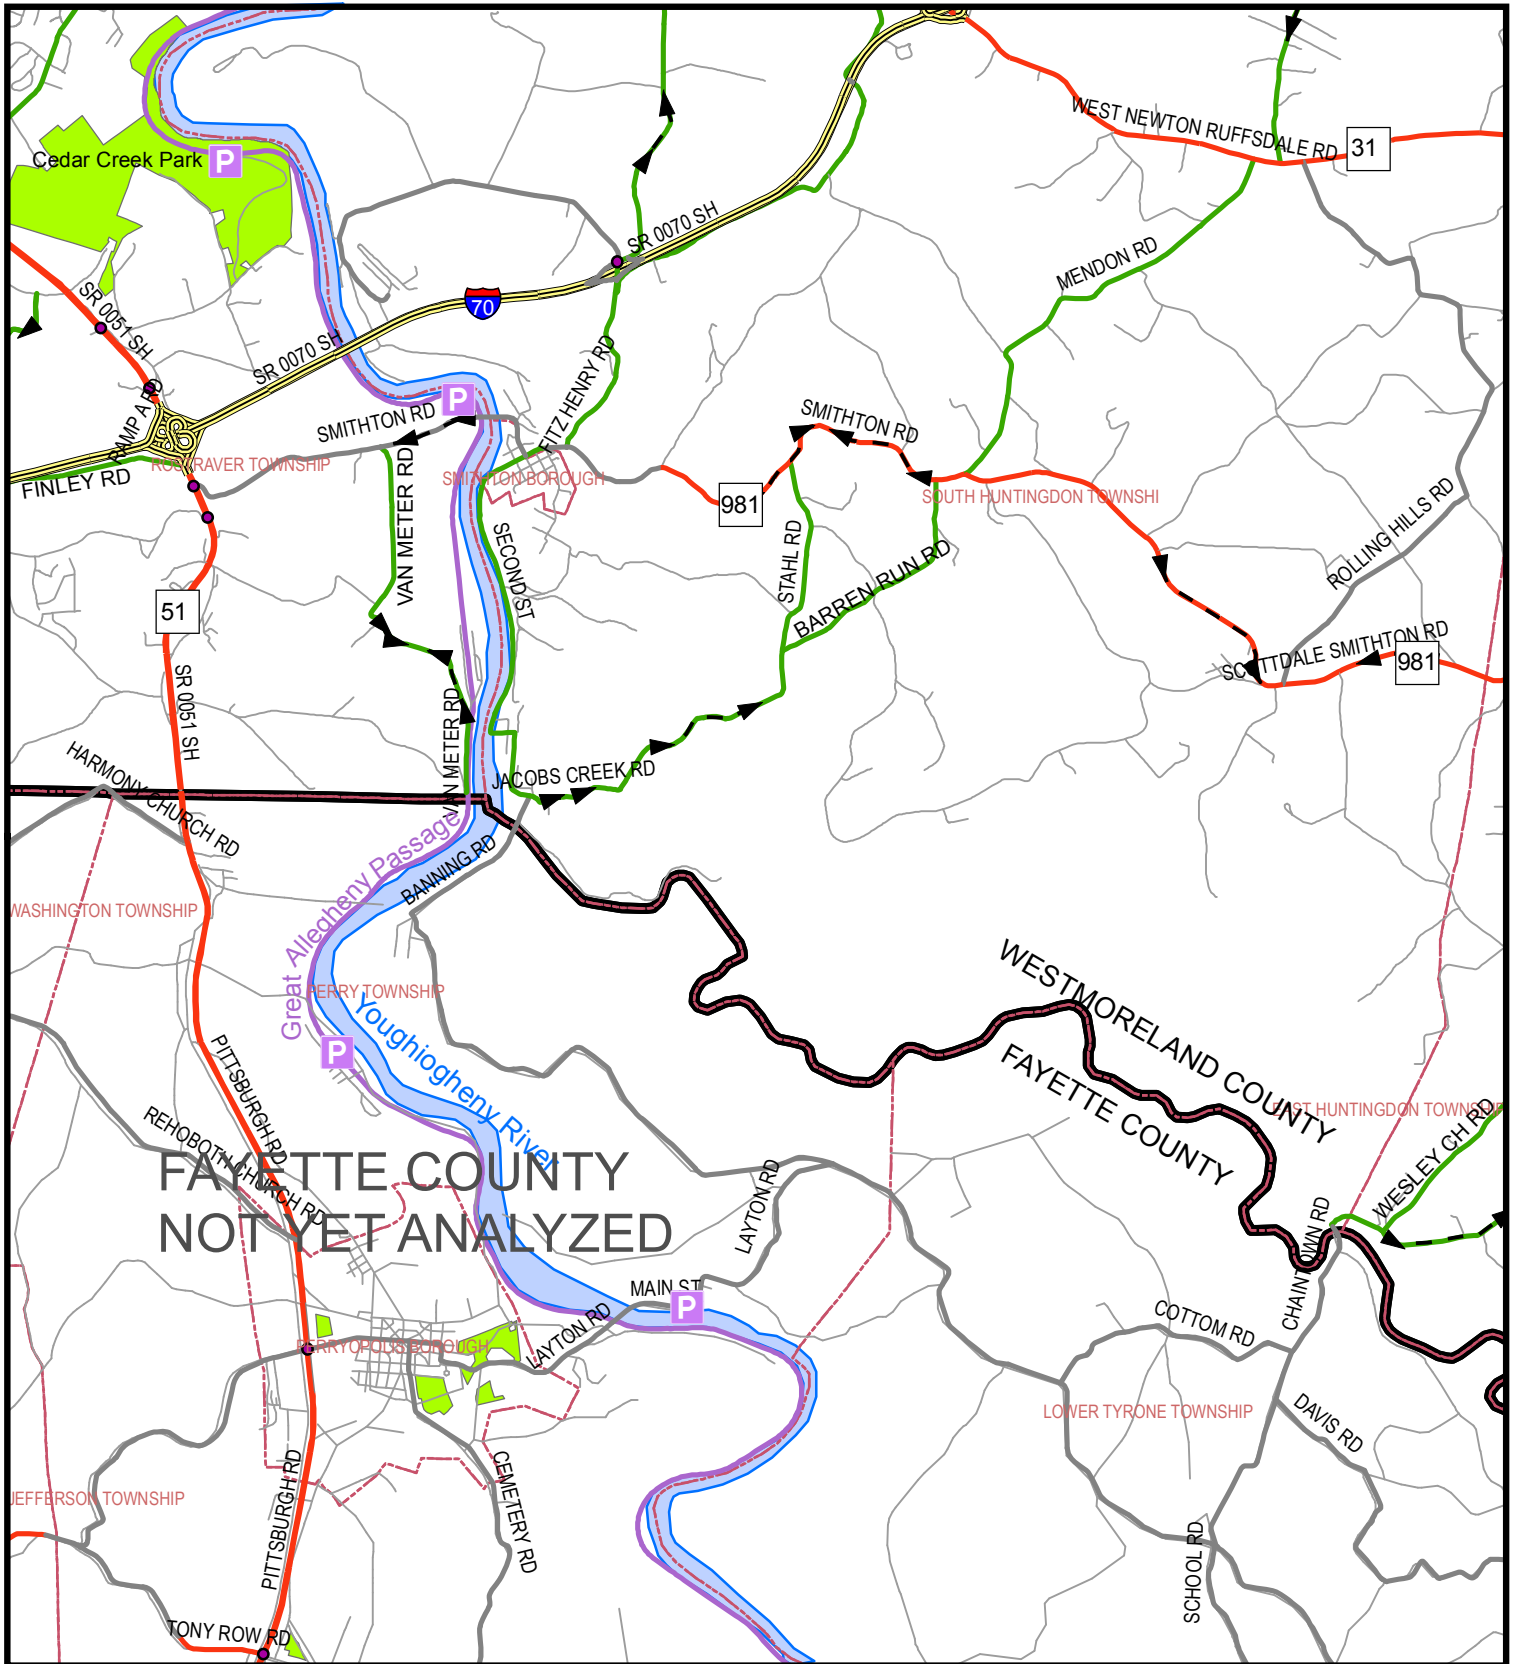 WEST NEWTON RUFFSDALE RD
31
Cedar Creek Park
P
SR 0070 SH
MENDON RD
SR 0051 SH
70
SR 0070 SH
FITZ HENRY RD
RAMP A RD
P
SMITHTON RD
SMITHTON RD
ROSTRAVER TOWNSHIP
FINLEY RD
SMITHTON BOROUGH
981
SOUTH HUNTINGDON TOWNSHI
ROLLING HILLS RD
VAN METER RD
SECOND ST
STAHL RD
BARREN RUN RD
51
SCOTTDALE SMITHTON RD
981
SR 0051 SH
VAN METER RD
HARMONY CHURCH RD
JACOBS CREEK RD
Great Allegheny Passage
BANNING RD
WASHINGTON TOWNSHIP
WESTMORELAND COUNTY
PERRY TOWNSHIP
Youghiogheny River
P
PITTSBURGH RD
FAYETTE COUNTY
EAST HUNTINGDON TOWNSHIP
REHOBOTH CHURCH RD
WESLEY CH RD
FAYETTE COUNTY
NOT YET ANALYZED
LAYTON RD
CHAINTOWN RD
MAIN ST
P
LAYTON RD
COTTOM RD
PERRYOPOLIS BOROUGH
LOWER TYRONE TOWNSHIP
DAVIS RD
JEFFERSON TOWNSHIP
PITTSBURGH RD
CEMETERY RD
SCHOOL RD
TONY ROW RD